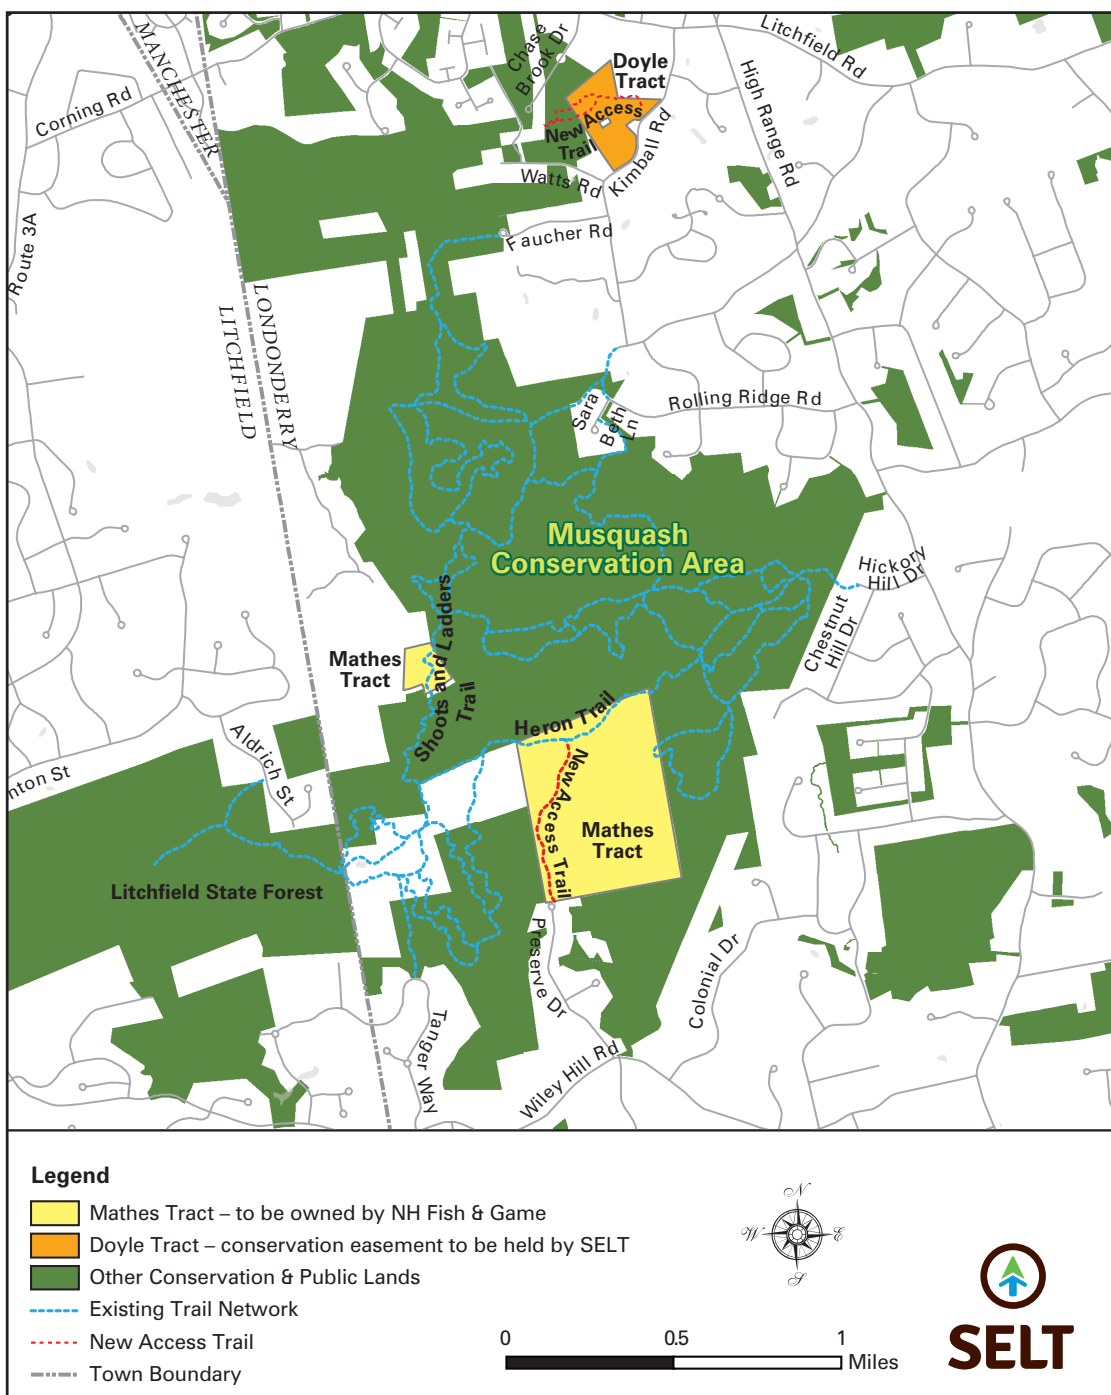 MANCHESTER
Chase
Brook Dr
Doyle
Tract
Litchfield Rd
Corning Rd
High Range Rd
New Access
Trail
Kimball Rd
Watts Rd
Route 3A
Faucher Rd
LONDONDERRY
LITCHFIELD
Sara
Beth
Ln
Rolling Ridge Rd
Musquash
Conservation Area
Hickory
Hill Dr
Chestnut
Hill Dr
Mathes
Tract
Shoots and Ladders
Trail
Heron Trail
Aldrich St
nton St
New Access Trail
Mathes
Tract
Litchfield State Forest
Preserve Dr
Colonial Dr
Tanger Way
Wiley Hill Rd
Legend
Mathes Tract – to be owned by NH Fish & Game
Doyle Tract – conservation easement to be held by SELT
Other Conservation & Public Lands
Existing Trail Network
New Access Trail
Town Boundary
N
W E
S
0 0.5 1
Miles
SELT